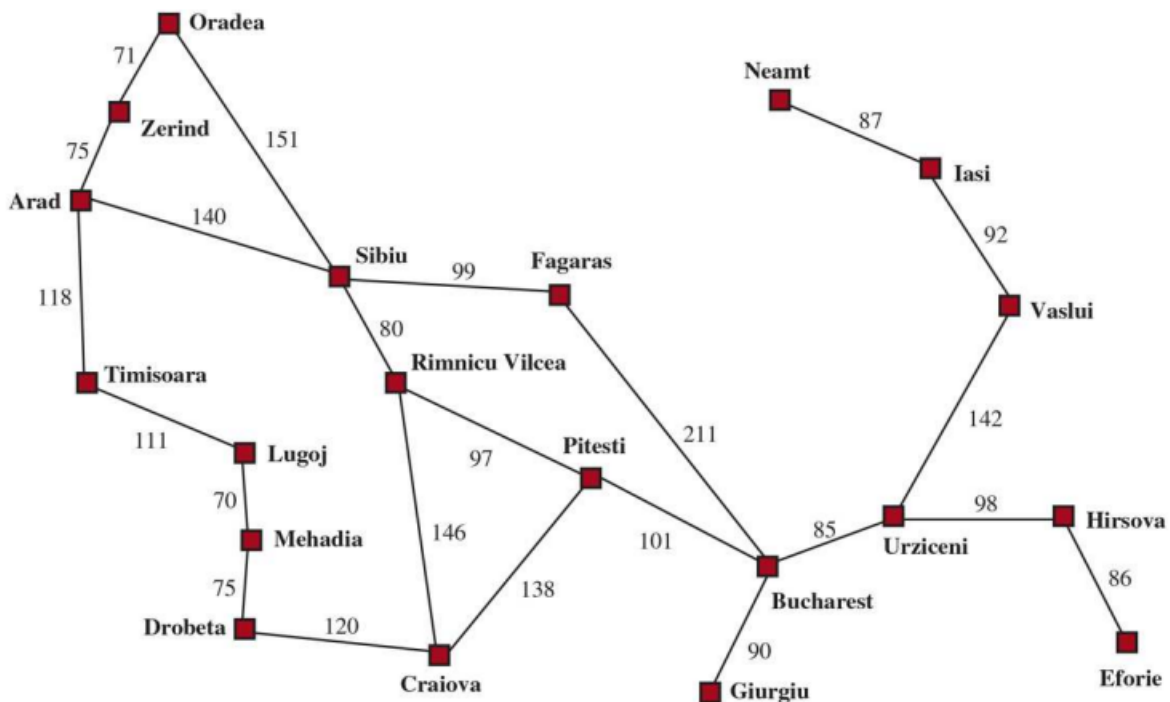 Oradea
71
Neamt
87
Zerind
151
75
Iasi
Arad
140
92
Sibiu
99
Fagaras
118
Vaslui
80
Timisoara
Rimnicu Vilcea
142
111
Lugoj
97
Pitesti
211
70
98
Hirsova
Mehadia
146
101
85
Urziceni
75
138
86
Drobeta
120
Bucharest
90
Craiova
Giurgiu
Eforie